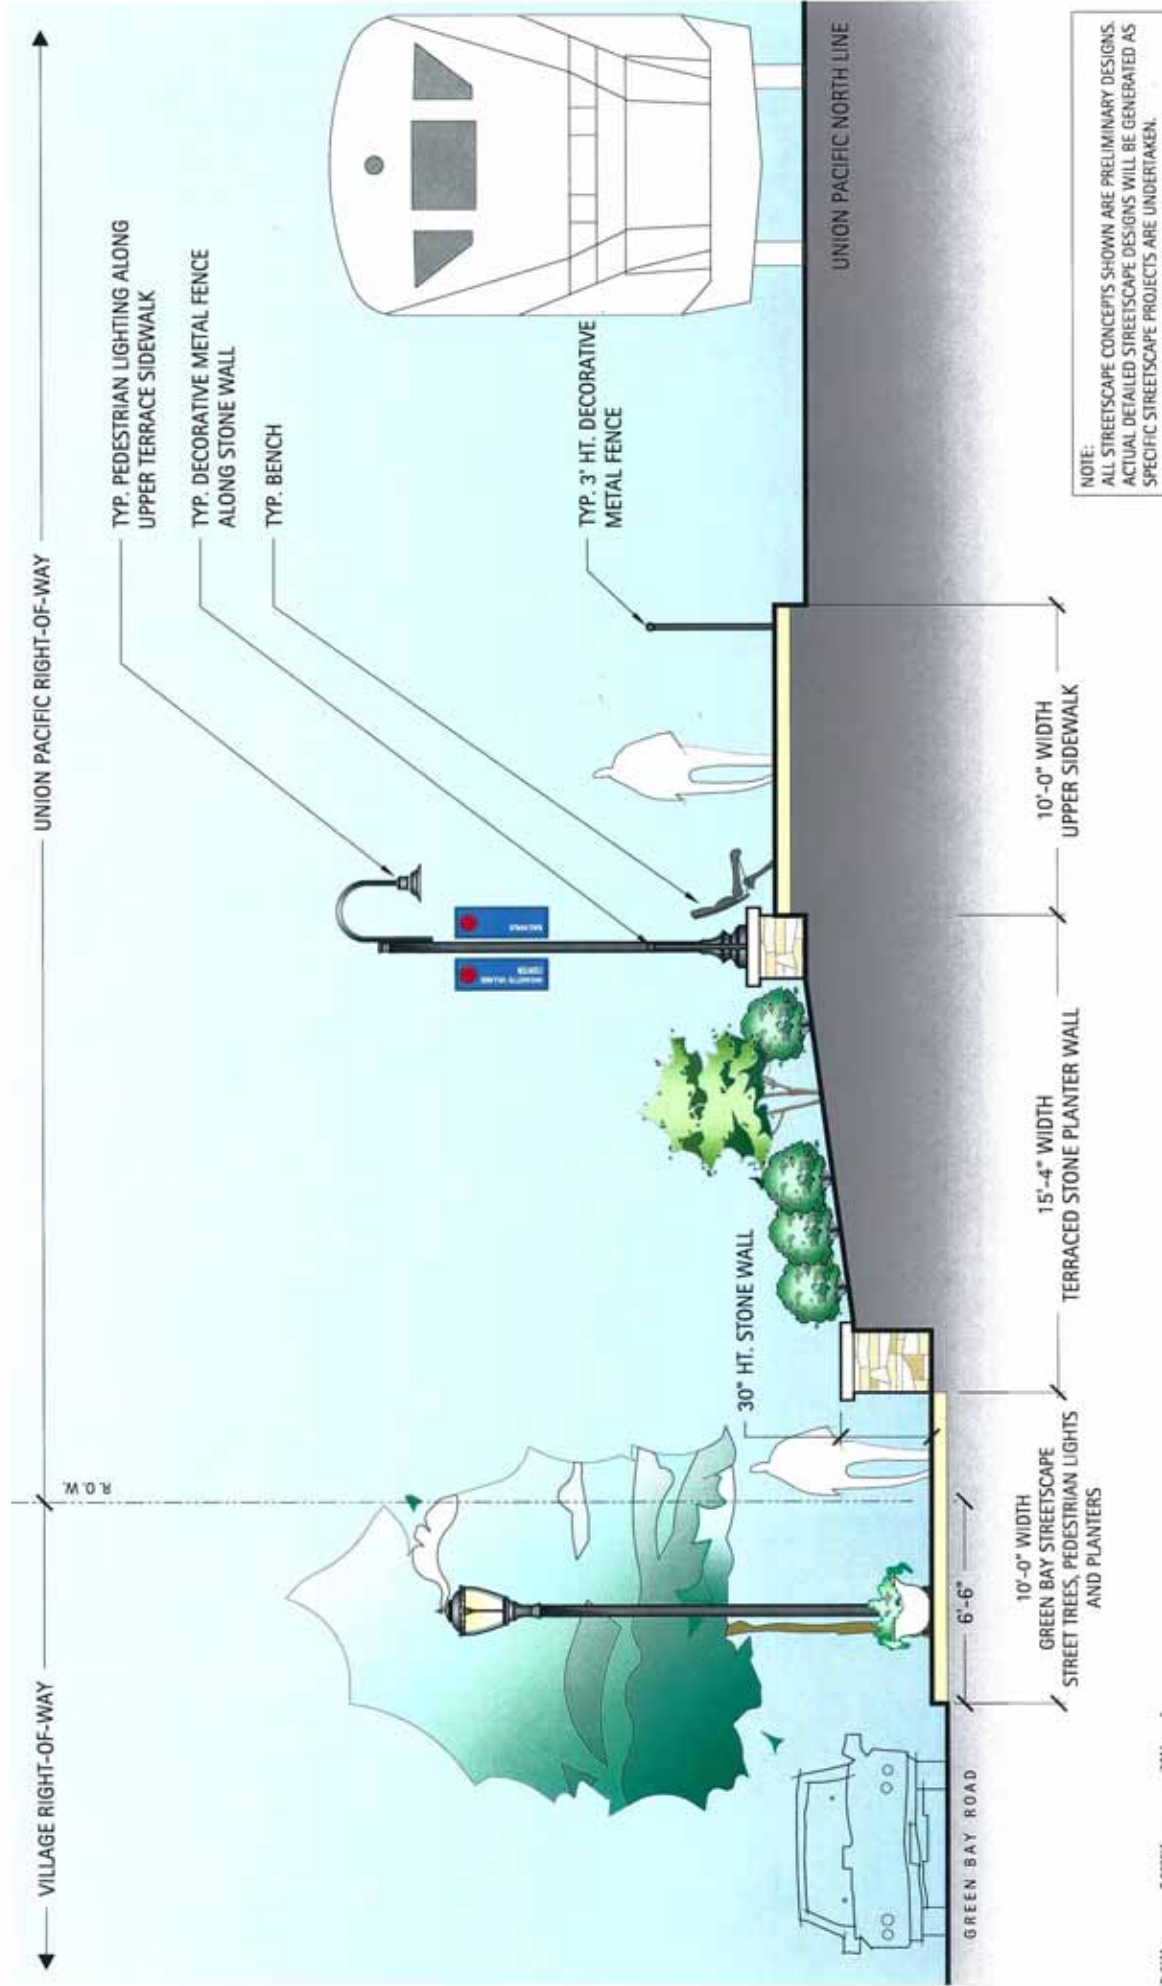 VILLAGE RIGHT-OF-WAY
UNION PACIFIC RIGHT-OF-WAY
R.O.W.
TYP. PEDESTRIAN LIGHTING ALONG
UPPER TERRACE SIDEWALK
TYP. DECORATIVE METAL FENCE
ALONG STONE WALL
TYP. BENCH
TYP. 3' HT. DECORATIVE
METAL FENCE
30" HT. STONE WALL
UNION PACIFIC NORTH LINE
GREEN BAY ROAD
6'-6"
10'-0" WIDTH
GREEN BAY STREETSCAPE
STREET TREES, PEDESTRIAN LIGHTS
AND PLANTERS
15'-4" WIDTH
TERRACED STONE PLANTER WALL
10'-0" WIDTH
UPPER SIDEWALK
NOTE:
ALL STREETSCAPE CONCEPTS SHOWN ARE PRELIMINARY DESIGNS.
ACTUAL DETAILED STREETSCAPE DESIGNS WILL BE GENERATED AS
SPECIFIC STREETSCAPE PROJECTS ARE UNDERTAKEN.